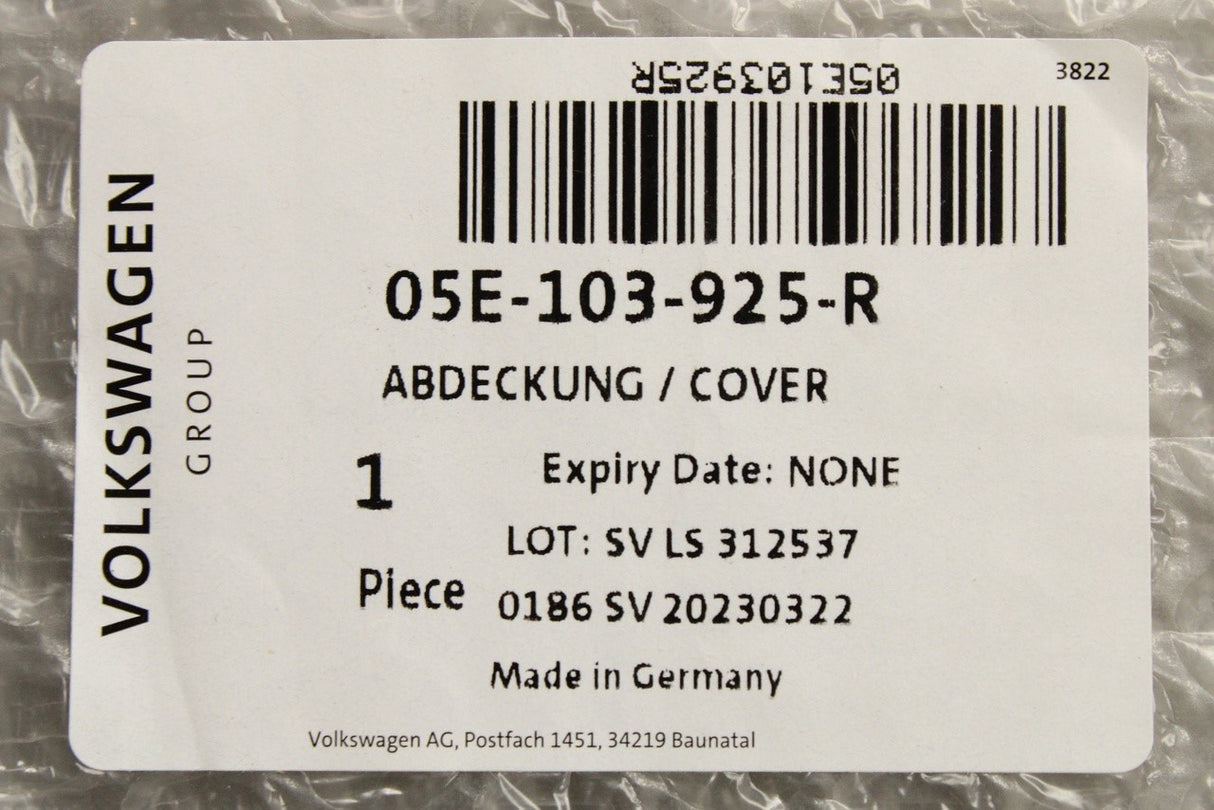 05E103925R
3822
05E-103-925-R
ABDECKUNG / COVER
1
Expiry Date: NONE
LOT: SV LS 312537
Piece
0186 SV 20230322
Made in Germany
Volkswagen AG, Postfach 1451, 34219 Baunatal
VOLKSWAGEN
GROUP